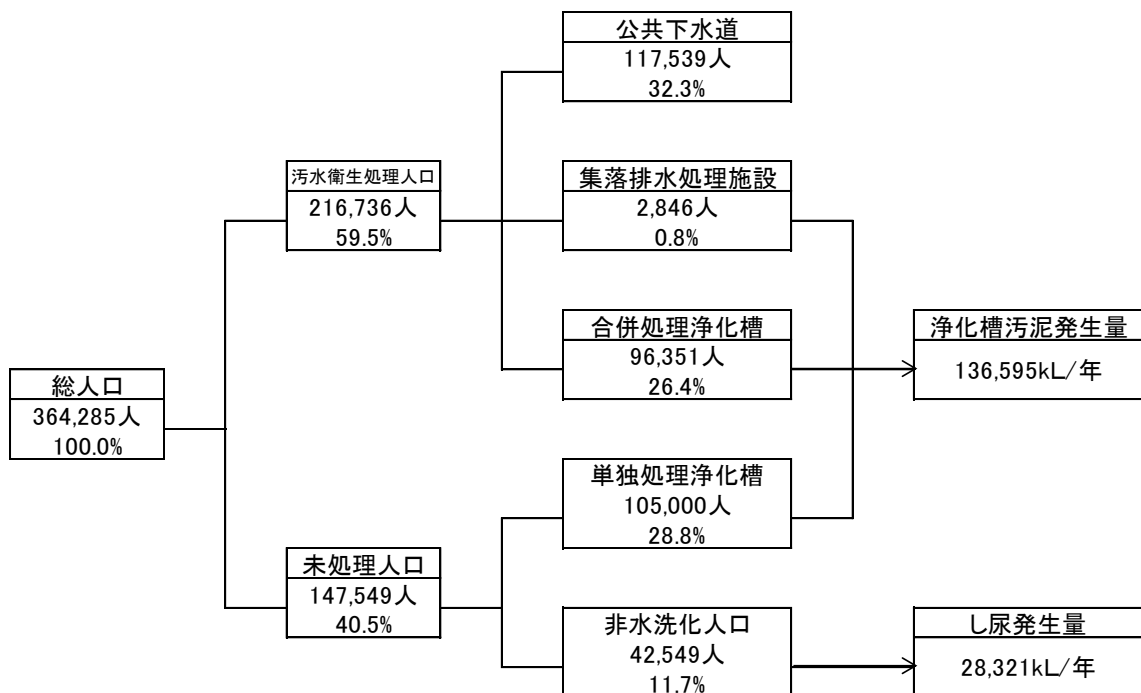 公共下水道
117,539人
32.3%
汚水衛生処理人口
216,736人
59.5%
集落排水処理施設
2,846人
0.8%
合併処理浄化槽
96,351人
26.4%
浄化槽汚泥発生量
136,595kL/年
総人口
364,285人
100.0%
単独処理浄化槽
105,000人
28.8%
未処理人口
147,549人
40.5%
非水洗化人口
42,549人
11.7%
し尿発生量
28,321kL/年